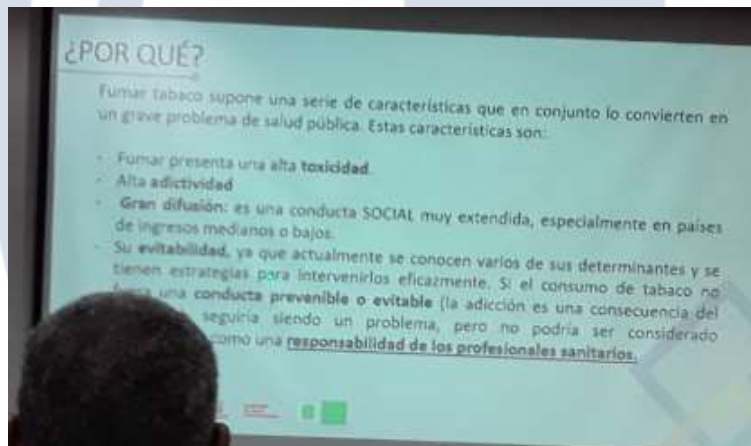 ¿POR QUÉ?
Fumar tabaco supone una serie de características que en conjunto lo convierten en
un grave problema de salud pública. Estas características son:
- Fumar presenta una alta toxicidad.
- Alta adictividad
- Gran difusión: es una conducta SOCIAL muy extendida, especialmente en países
de ingresos medianos o bajos.
- Su evitabilidad, ya que actualmente se conocen varios de sus determinantes y se
tienen estrategias para intervenirlos eficazmente. Si el consumo de tabaco no
fuera una conducta prevenible o evitable (la adicción es una consecuencia del
seguiría siendo un problema, pero no podría ser considerado
como una responsabilidad de los profesionales sanitarios.